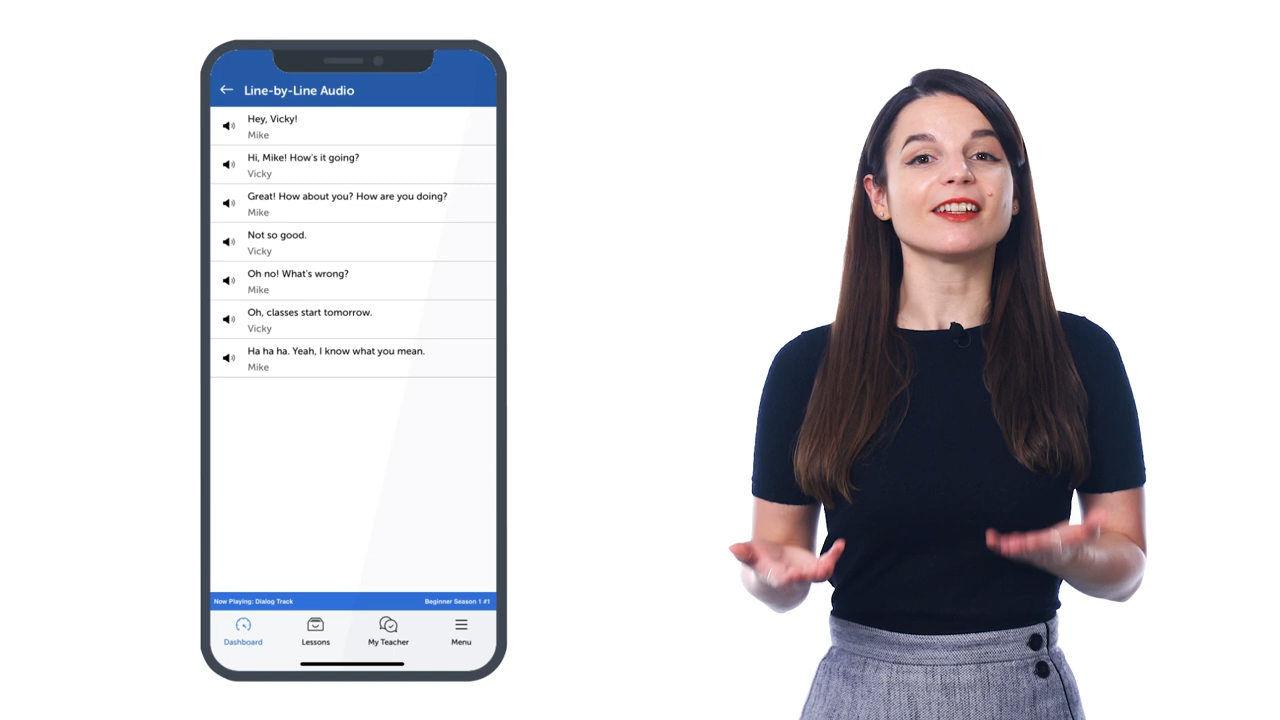 Line-by-Line Audio
Hey, Vicky!
Mike
Hi, Mike! How's it going?
Vicky
Great! How about you? How are you doing?
Mike
Not so good.
Vicky
Oh no! What's wrong?
Mike
Oh, classes start tomorrow.
Vicky
Ha ha ha. Yeah, I know what you mean.
Mike
Now Playing: Dialog Track Beginner Season 1 #1
Dashboard Lessons My Teacher Menu